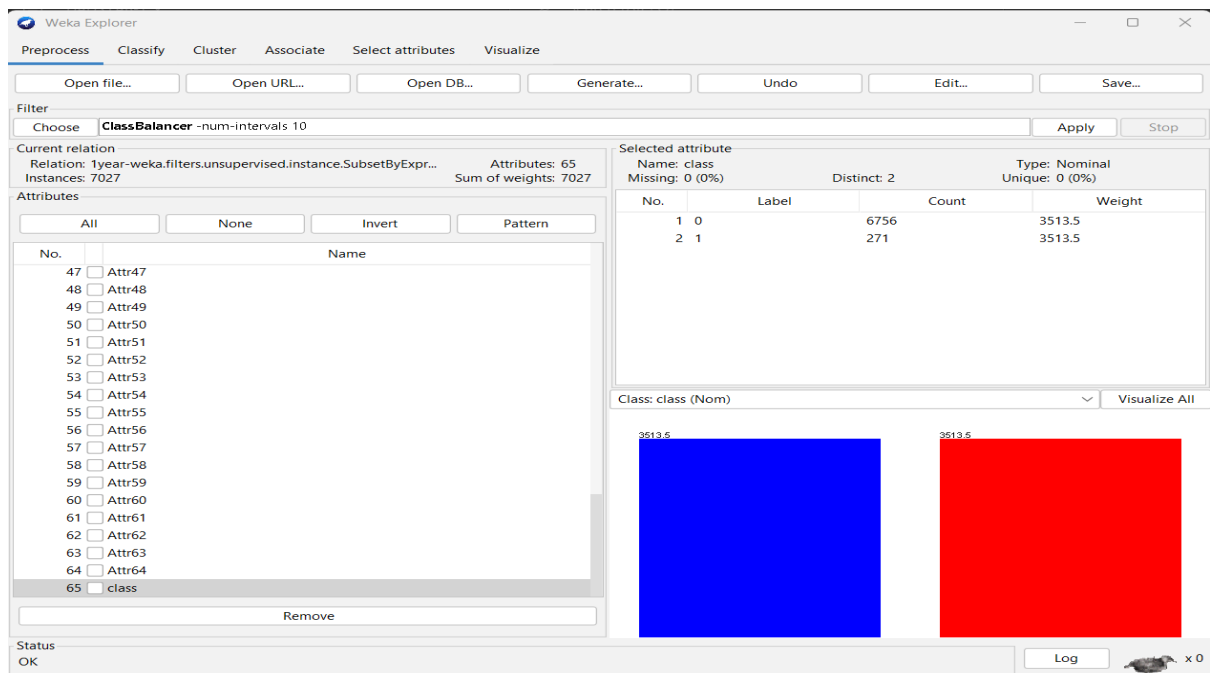 Weka Explorer
Preprocess Classify Cluster Associate Select attributes Visualize
Open file... Open URL... Open DB... Generate... Undo Edit... Save...
Filter
Choose ClassBalancer -num-intervals 10 Apply Stop
Current relation
Relation: 1year-weka.filters.unsupervised.instance.SubsetByExpr... Attributes: 65
Instances: 7027 Sum of weights: 7027
Attributes
All None Invert Pattern
No. Name
47 Attr47
48 Attr48
49 Attr49
50 Attr50
51 Attr51
52 Attr52
53 Attr53
54 Attr54
55 Attr55
56 Attr56
57 Attr57
58 Attr58
59 Attr59
60 Attr60
61 Attr61
62 Attr62
63 Attr63
64 Attr64
65 class
Remove
Selected attribute
Name: class Type: Nominal
Missing: 0 (0%) Distinct: 2 Unique: 0 (0%)
No. Label Count Weight
1 0 6756 3513.5
2 1 271 3513.5
Class: class (Nom) Visualize All
3513.5 3513.5
Status
OK
Log x 0